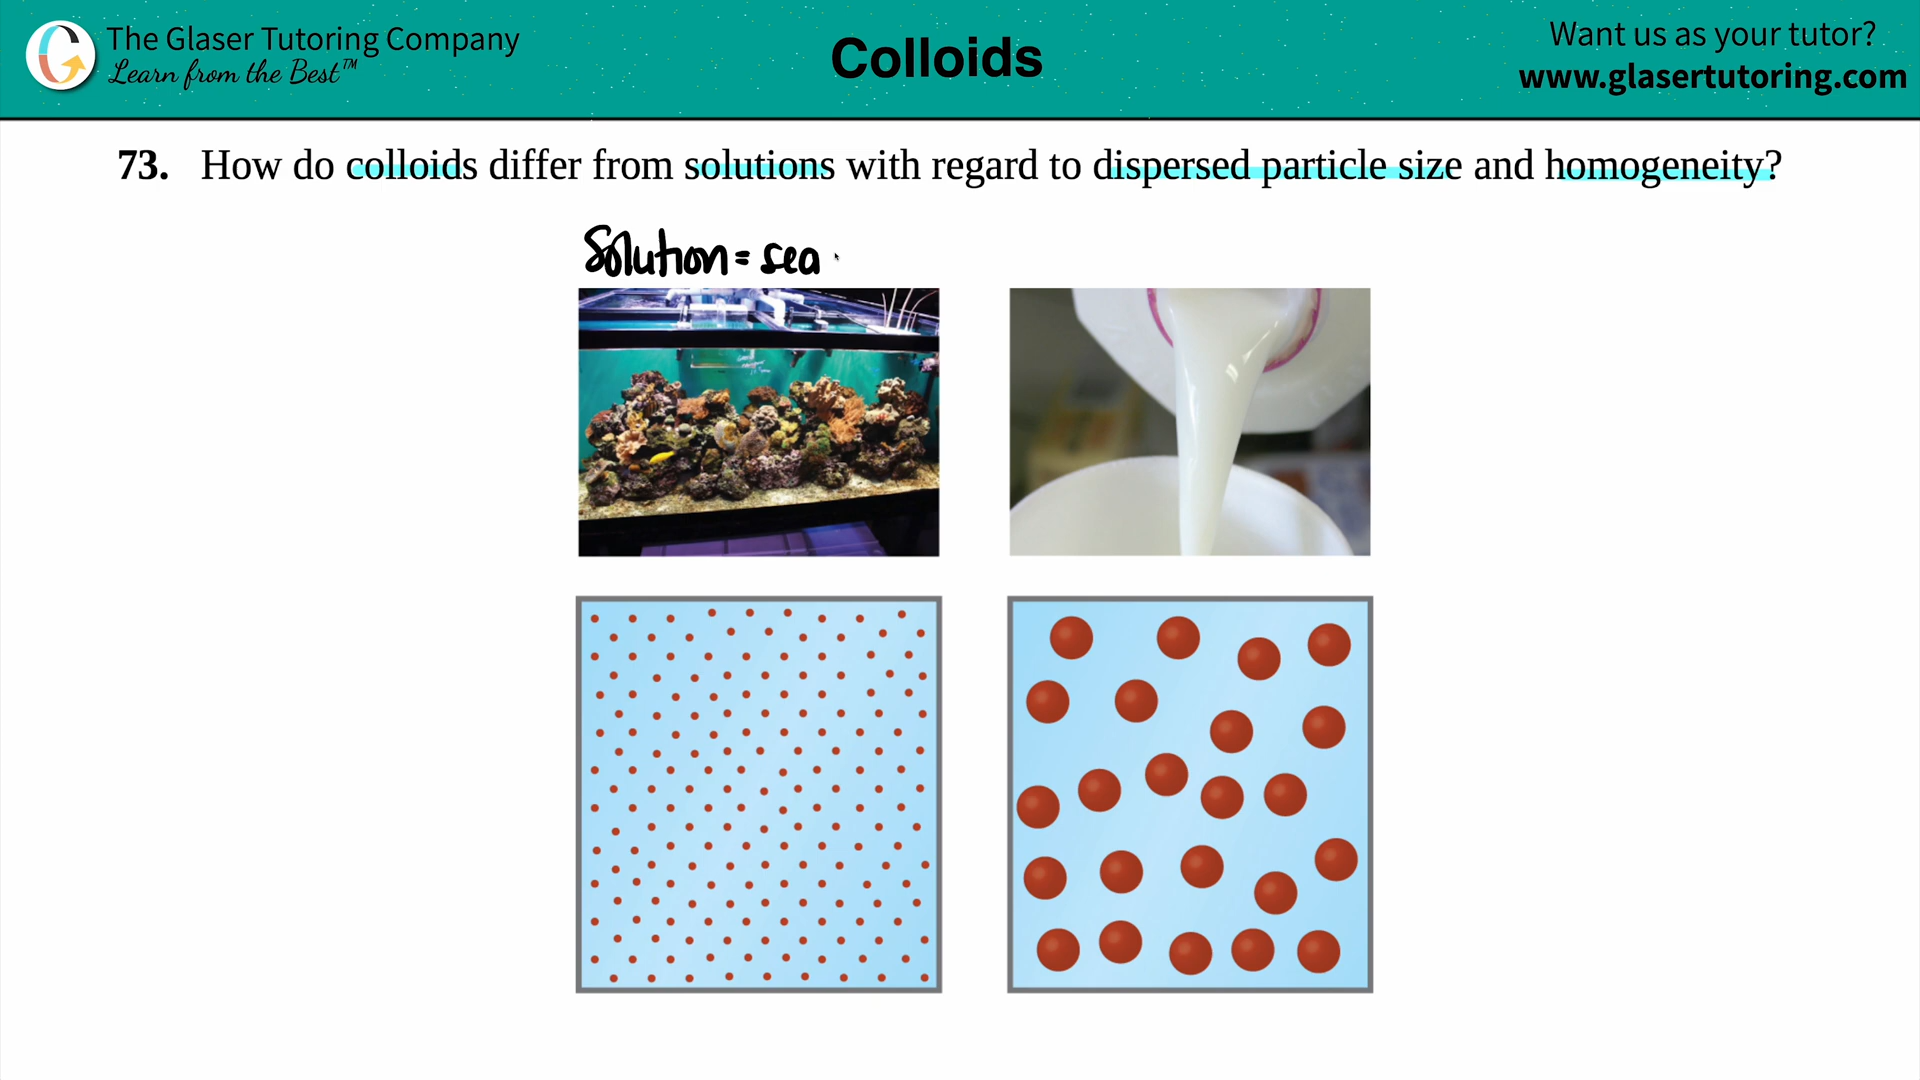 The Glaser Tutoring Company
Learn from the Best™
Colloids
Want us as your tutor?
www.glasertutoring.com
73. How do colloids differ from solutions with regard to dispersed particle size and homogeneity?
Solution = sea